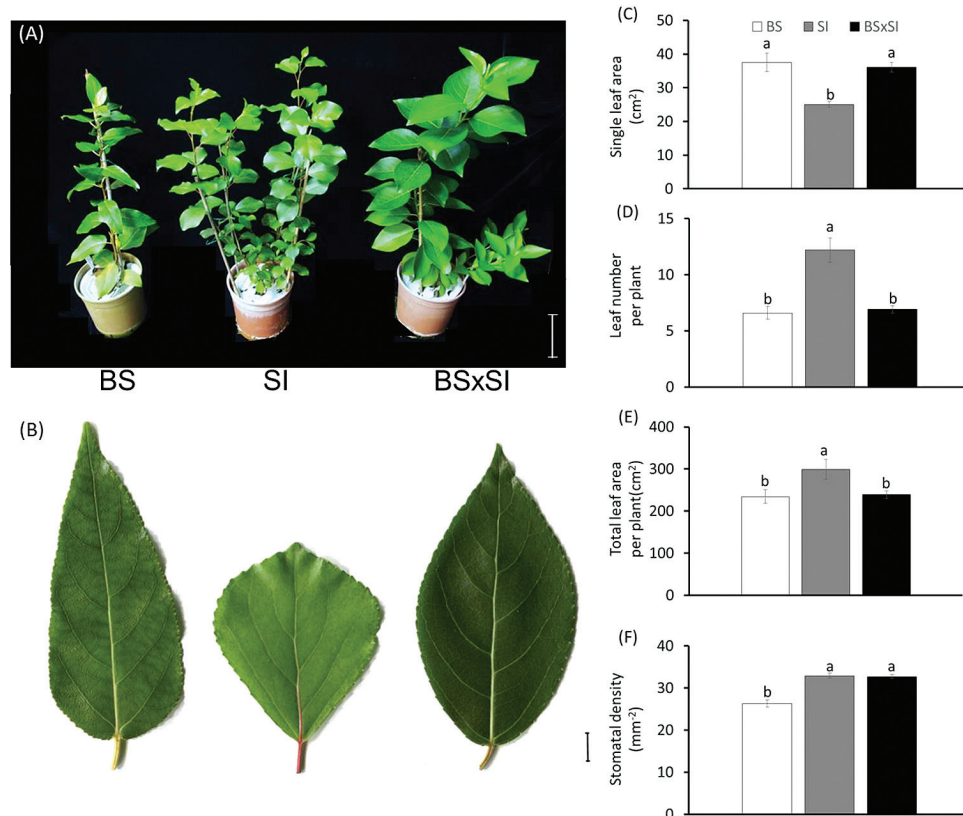 (A)
BS SI BSxSI
(B)
(C)
BS SI BSxSI
Single leaf area
(cm²)
50
40
30
20
10
0
a
b
a
(D)
Leaf number
per plant
15
10
5
0
b
a
b
(E)
Total leaf area
per plant(cm²)
400
300
200
100
0
b
a
b
(F)
Stomatal density
(mm⁻²)
40
30
20
10
0
b
a
a